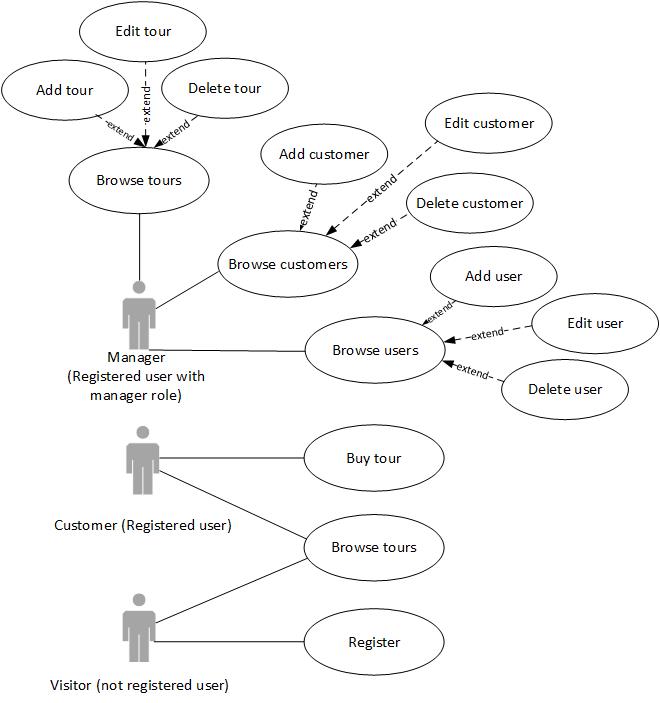 Edit tour
Add tour
Delete tour
extend
extend
extend
Browse tours
Edit customer
Add customer
extend
extend
Delete customer
extend
Browse customers
Add user
extend
Edit user
extend
Browse users
extend
Delete user
Manager
(Registered user with
manager role)
Buy tour
Customer (Registered user)
Browse tours
Register
Visitor (not registered user)